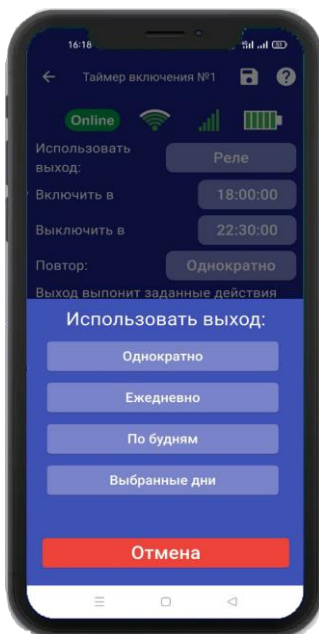 16:18
Таймер включения №1
Online
Использовать выход:
Реле
Включить в
18:00:00
Выключить в
22:30:00
Повтор:
Однократно
Выход выпонит заданные действия
Использовать выход:
Однократно
Ежедневно
По будням
Выбранные дни
Отмена